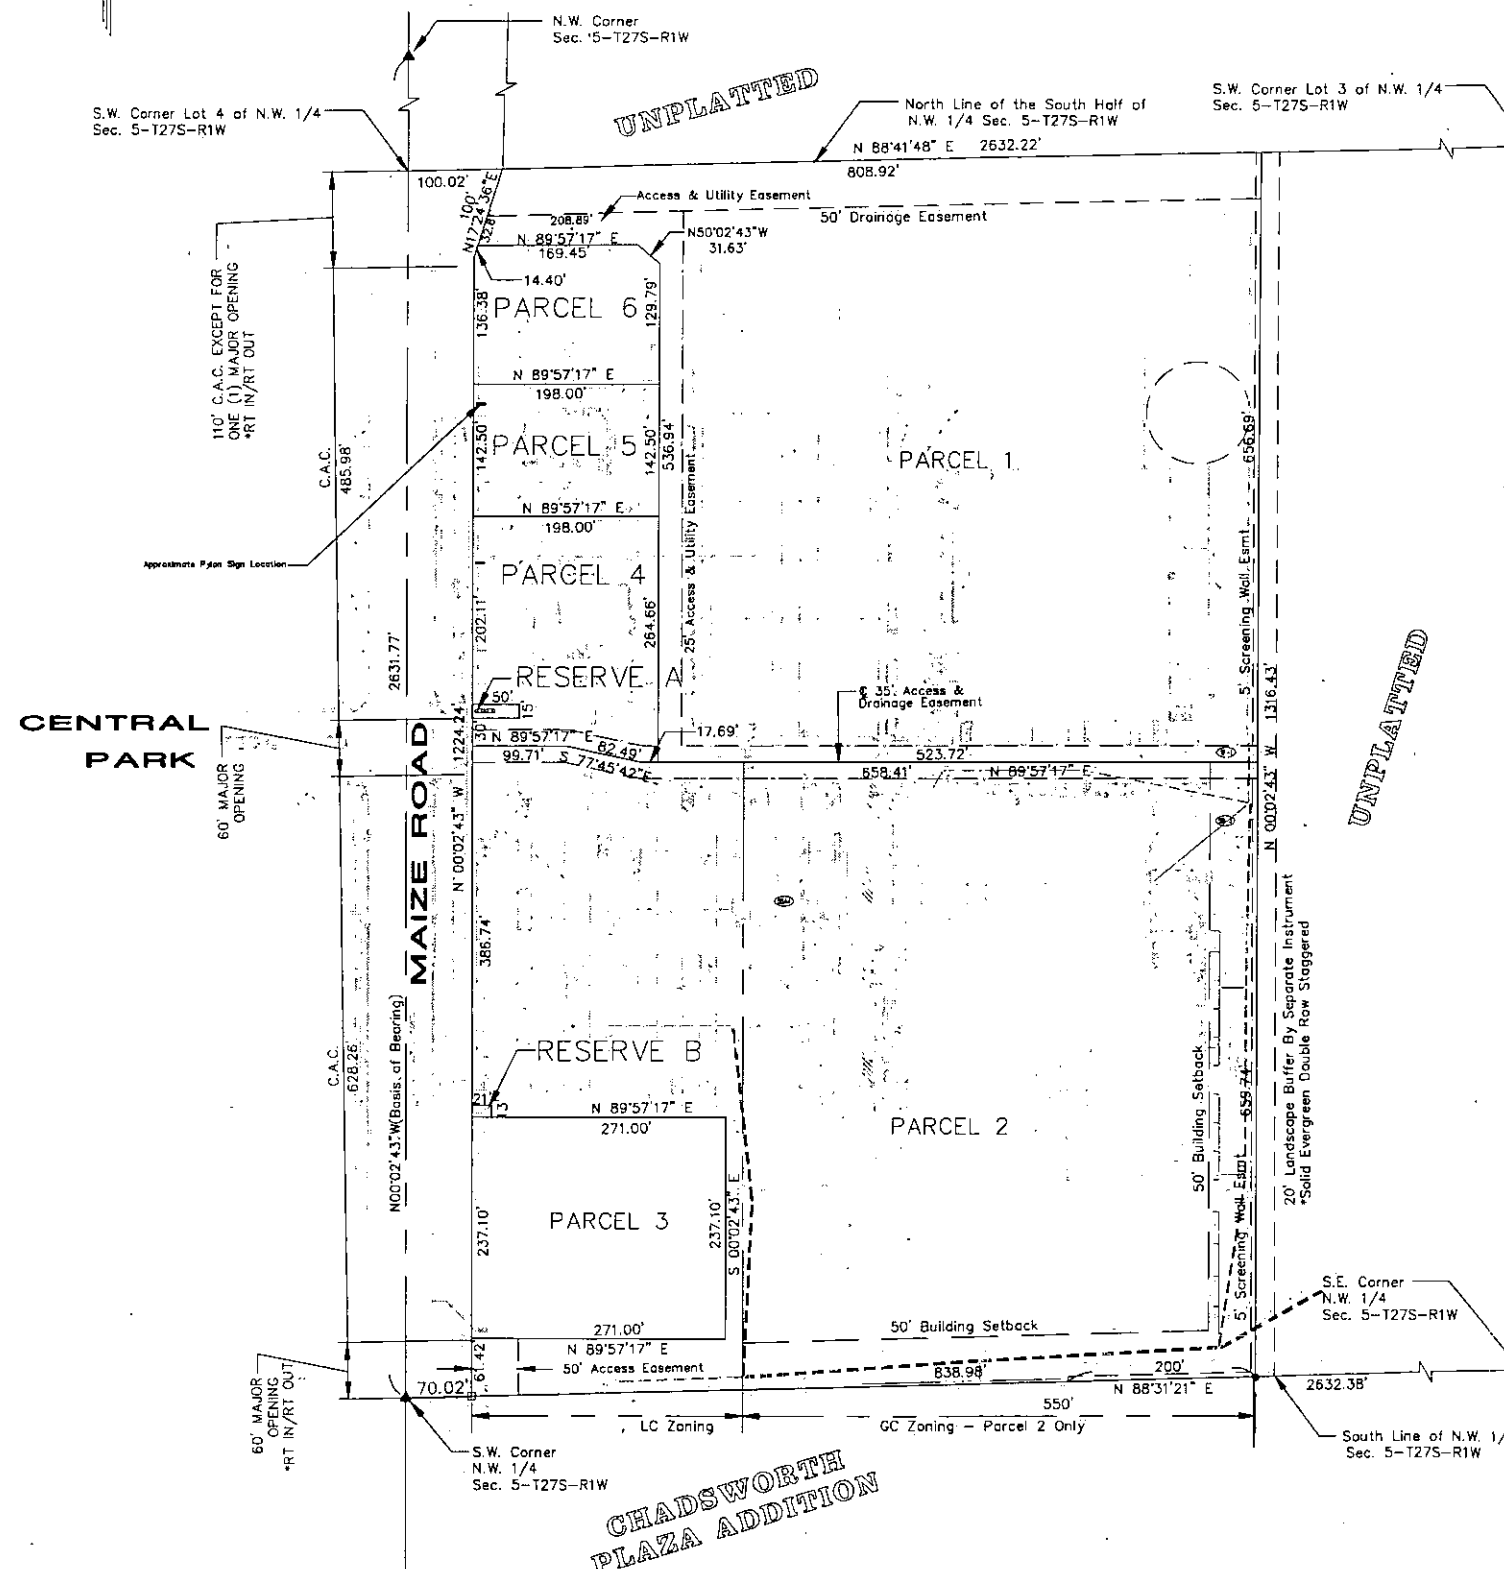 N.W. Corner
Sec. 5-T27S-R1W
UNPLATTED
S.W. Corner Lot 4 of N.W. 1/4
Sec. 5-T27S-R1W
North Line of the South Half of
N.W. 1/4 Sec. 5-T27S-R1W
S.W. Corner Lot 3 of N.W. 1/4
Sec. 5-T27S-R1W
N 88°41'48" E 2632.22'
808.92'
100.02'
100'
N17°24'36"E
32.8
Access & Utility Easement
208.89'
50' Drainage Easement
N 89°57'17" E
169.45'
N50°02'43"W
31.63'
14.40'
110' C.A.C. EXCEPT FOR
ONE (1) MAJOR OPENING
*RT IN/RT OUT
136.38'
PARCEL 6
129.79'
N 89°57'17" E
198.00'
142.50'
PARCEL 5
142.50'
536.94'
C.A.C.
485.98'
PARCEL 1
656.69'
N 89°57'17" E
198.00'
Approximate Pylon Sign Location
PARCEL 4
202.11'
264.66'
25' Access & Utility Easement
5' Screening Wall Esmt.
2631.77'
RESERVE A
50'
15'
30'
CENTRAL
PARK
60' MAJOR
OPENING
MAIZE ROAD
1224.24'
N 00°02'43" W
N 89°57'17" E
99.71'
82.49'
S 77°45'42"E
17.69'
℄ 35' Access &
Drainage Easement
523.72'
658.41'
N 89°57'17" E
1316.43'
N 00°02'43" W
UNPLATTED
386.74'
N00°02'43"W(Basis of Bearing)
C.A.C.
628.26'
RESERVE B
21'
13'
N 89°57'17" E
271.00'
PARCEL 3
237.10'
237.10'
S 00°02'43" E
PARCEL 2
50' Building Setback
659.74'
5' Screening Wall Esmt
20' Landscape Buffer By Separate Instrument
*Solid Evergreen Double Row Staggered
271.00'
N 89°57'17" E
50' Building Setback
S.E. Corner
N.W. 1/4
Sec. 5-T27S-R1W
61.42'
50' Access Easement
70.02'
838.98'
200'
N 88°31'21" E
2632.38'
550'
60' MAJOR
OPENING
*RT IN/RT OUT
LC Zoning
GC Zoning - Parcel 2 Only
S.W. Corner
N.W. 1/4
Sec. 5-T27S-R1W
South Line of N.W. 1/
Sec. 5-T27S-R1W
CHADSWORTH
PLAZA ADDITION